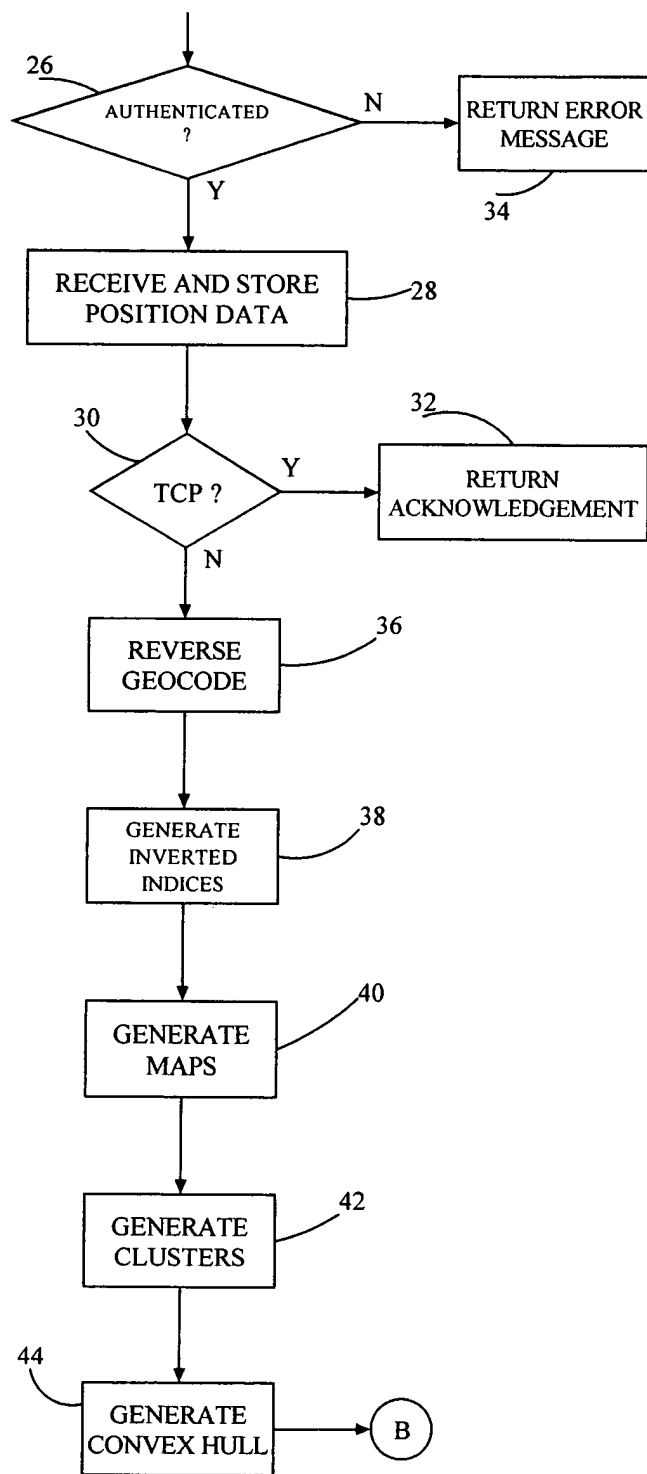 26
AUTHENTICATED
?
N
RETURN ERROR
MESSAGE
34
Y
RECEIVE AND STORE
POSITION DATA
28
30
TCP ?
Y
32
RETURN
ACKNOWLEDGEMENT
N
REVERSE
GEOCODE
36
GENERATE
INVERTED
INDICES
38
GENERATE
MAPS
40
GENERATE
CLUSTERS
42
44
GENERATE
CONVEX HULL
B